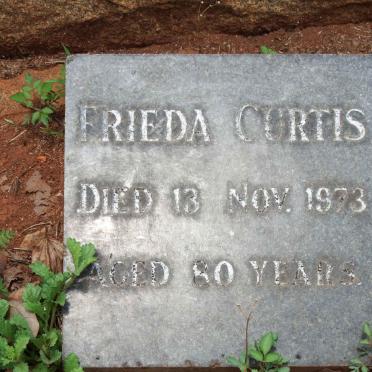 FRIEDA CURTIS
DIED 13 NOV. 1973
AGED 80 YEARS.